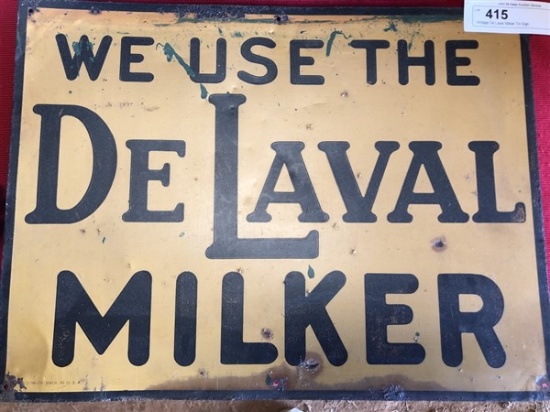 415
WE USE THE
DE LAVAL
MILKER